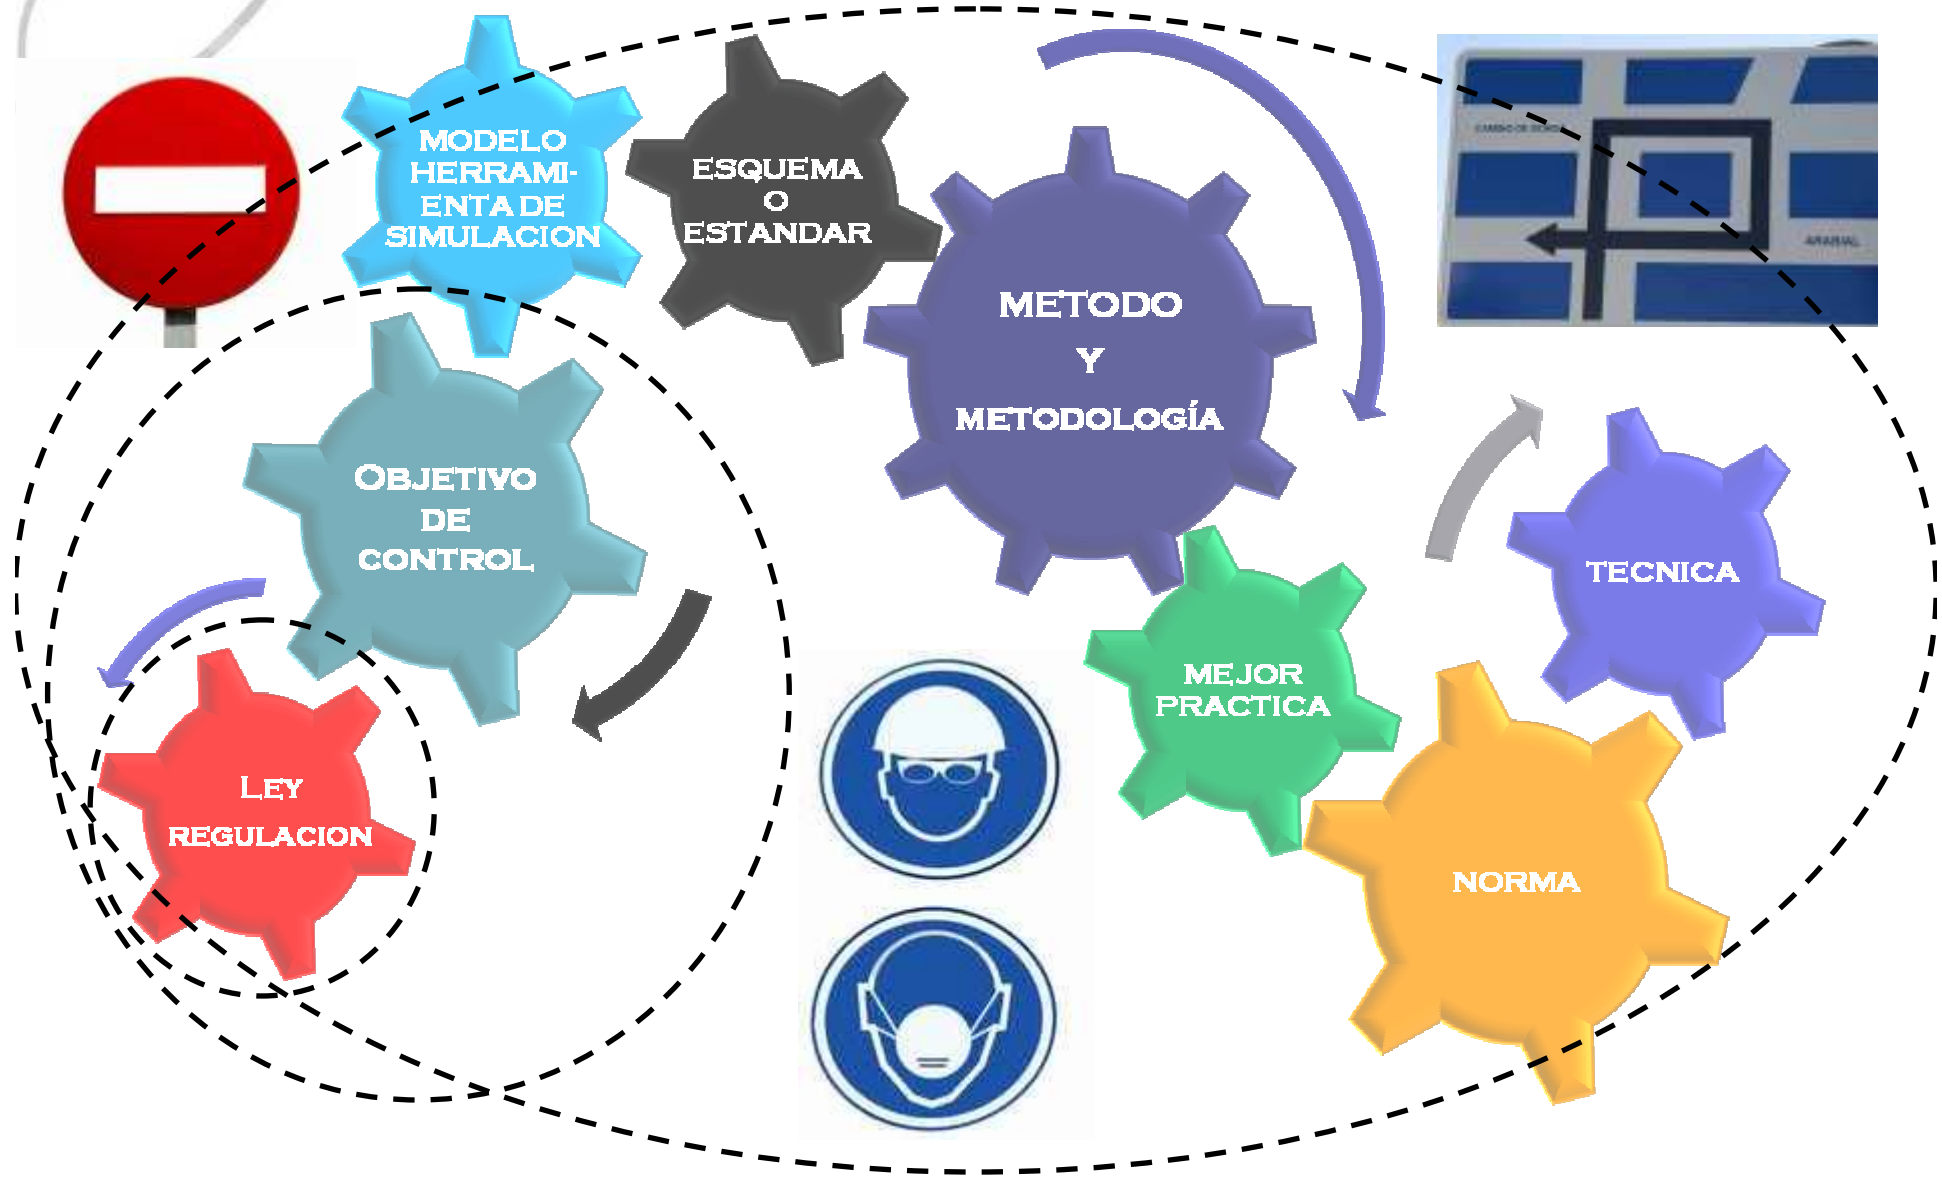 MODELO
HERRAMI-
ENTA DE
SIMULACION
ESQUEMA
O
ESTANDAR
METODO
Y
METODOLOGÍA
OBJETIVO
DE
CONTROL
TECNICA
MEJOR
PRACTICA
LEY
REGULACION
NORMA